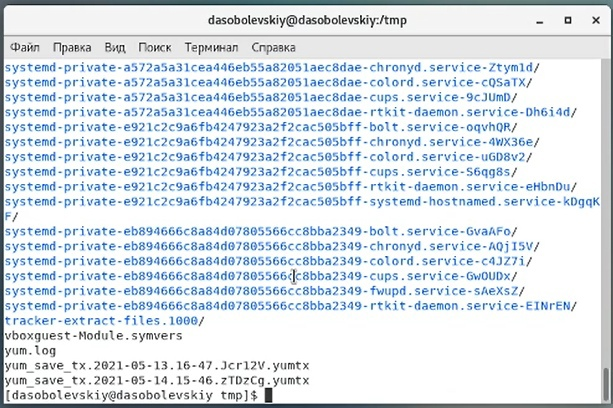 dasobolevskiy@dasobolevskiy:/tmp
Файл Правка Вид Поиск Терминал Справка
systemd-private-a572a5a31cea446eb55a82051aec8dae-chronyd.service-Ztym1d/
systemd-private-a572a5a31cea446eb55a82051aec8dae-colord.service-cQSaTX/
systemd-private-a572a5a31cea446eb55a82051aec8dae-cups.service-9cJUmD/
systemd-private-a572a5a31cea446eb55a82051aec8dae-rtkit-daemon.service-Dh6i4d/
systemd-private-e921c2c9a6fb4247923a2f2cac505bff-bolt.service-oqvhQR/
systemd-private-e921c2c9a6fb4247923a2f2cac505bff-chronyd.service-4WX36e/
systemd-private-e921c2c9a6fb4247923a2f2cac505bff-colord.service-uGD8v2/
systemd-private-e921c2c9a6fb4247923a2f2cac505bff-cups.service-S6qg8s/
systemd-private-e921c2c9a6fb4247923a2f2cac505bff-rtkit-daemon.service-eHbnDu/
systemd-private-e921c2c9a6fb4247923a2f2cac505bff-systemd-hostnamed.service-kDgqK
F/
systemd-private-eb894666c8a84d07805566cc8bba2349-bolt.service-GvaAFo/
systemd-private-eb894666c8a84d07805566cc8bba2349-chronyd.service-AQjI5V/
systemd-private-eb894666c8a84d07805566cc8bba2349-colord.service-c4JZ7i/
systemd-private-eb894666c8a84d07805566cc8bba2349-cups.service-GwOUDx/
systemd-private-eb894666c8a84d07805566cc8bba2349-fwupd.service-sAeXsZ/
systemd-private-eb894666c8a84d07805566cc8bba2349-rtkit-daemon.service-EINrEN/
tracker-extract-files.1000/
vboxguest-Module.symvers
yum.log
yum_save_tx.2021-05-13.16-47.Jcr12V.yumtx
yum_save_tx.2021-05-14.15-46.zTDzCg.yumtx
[dasobolevskiy@dasobolevskiy tmp]$